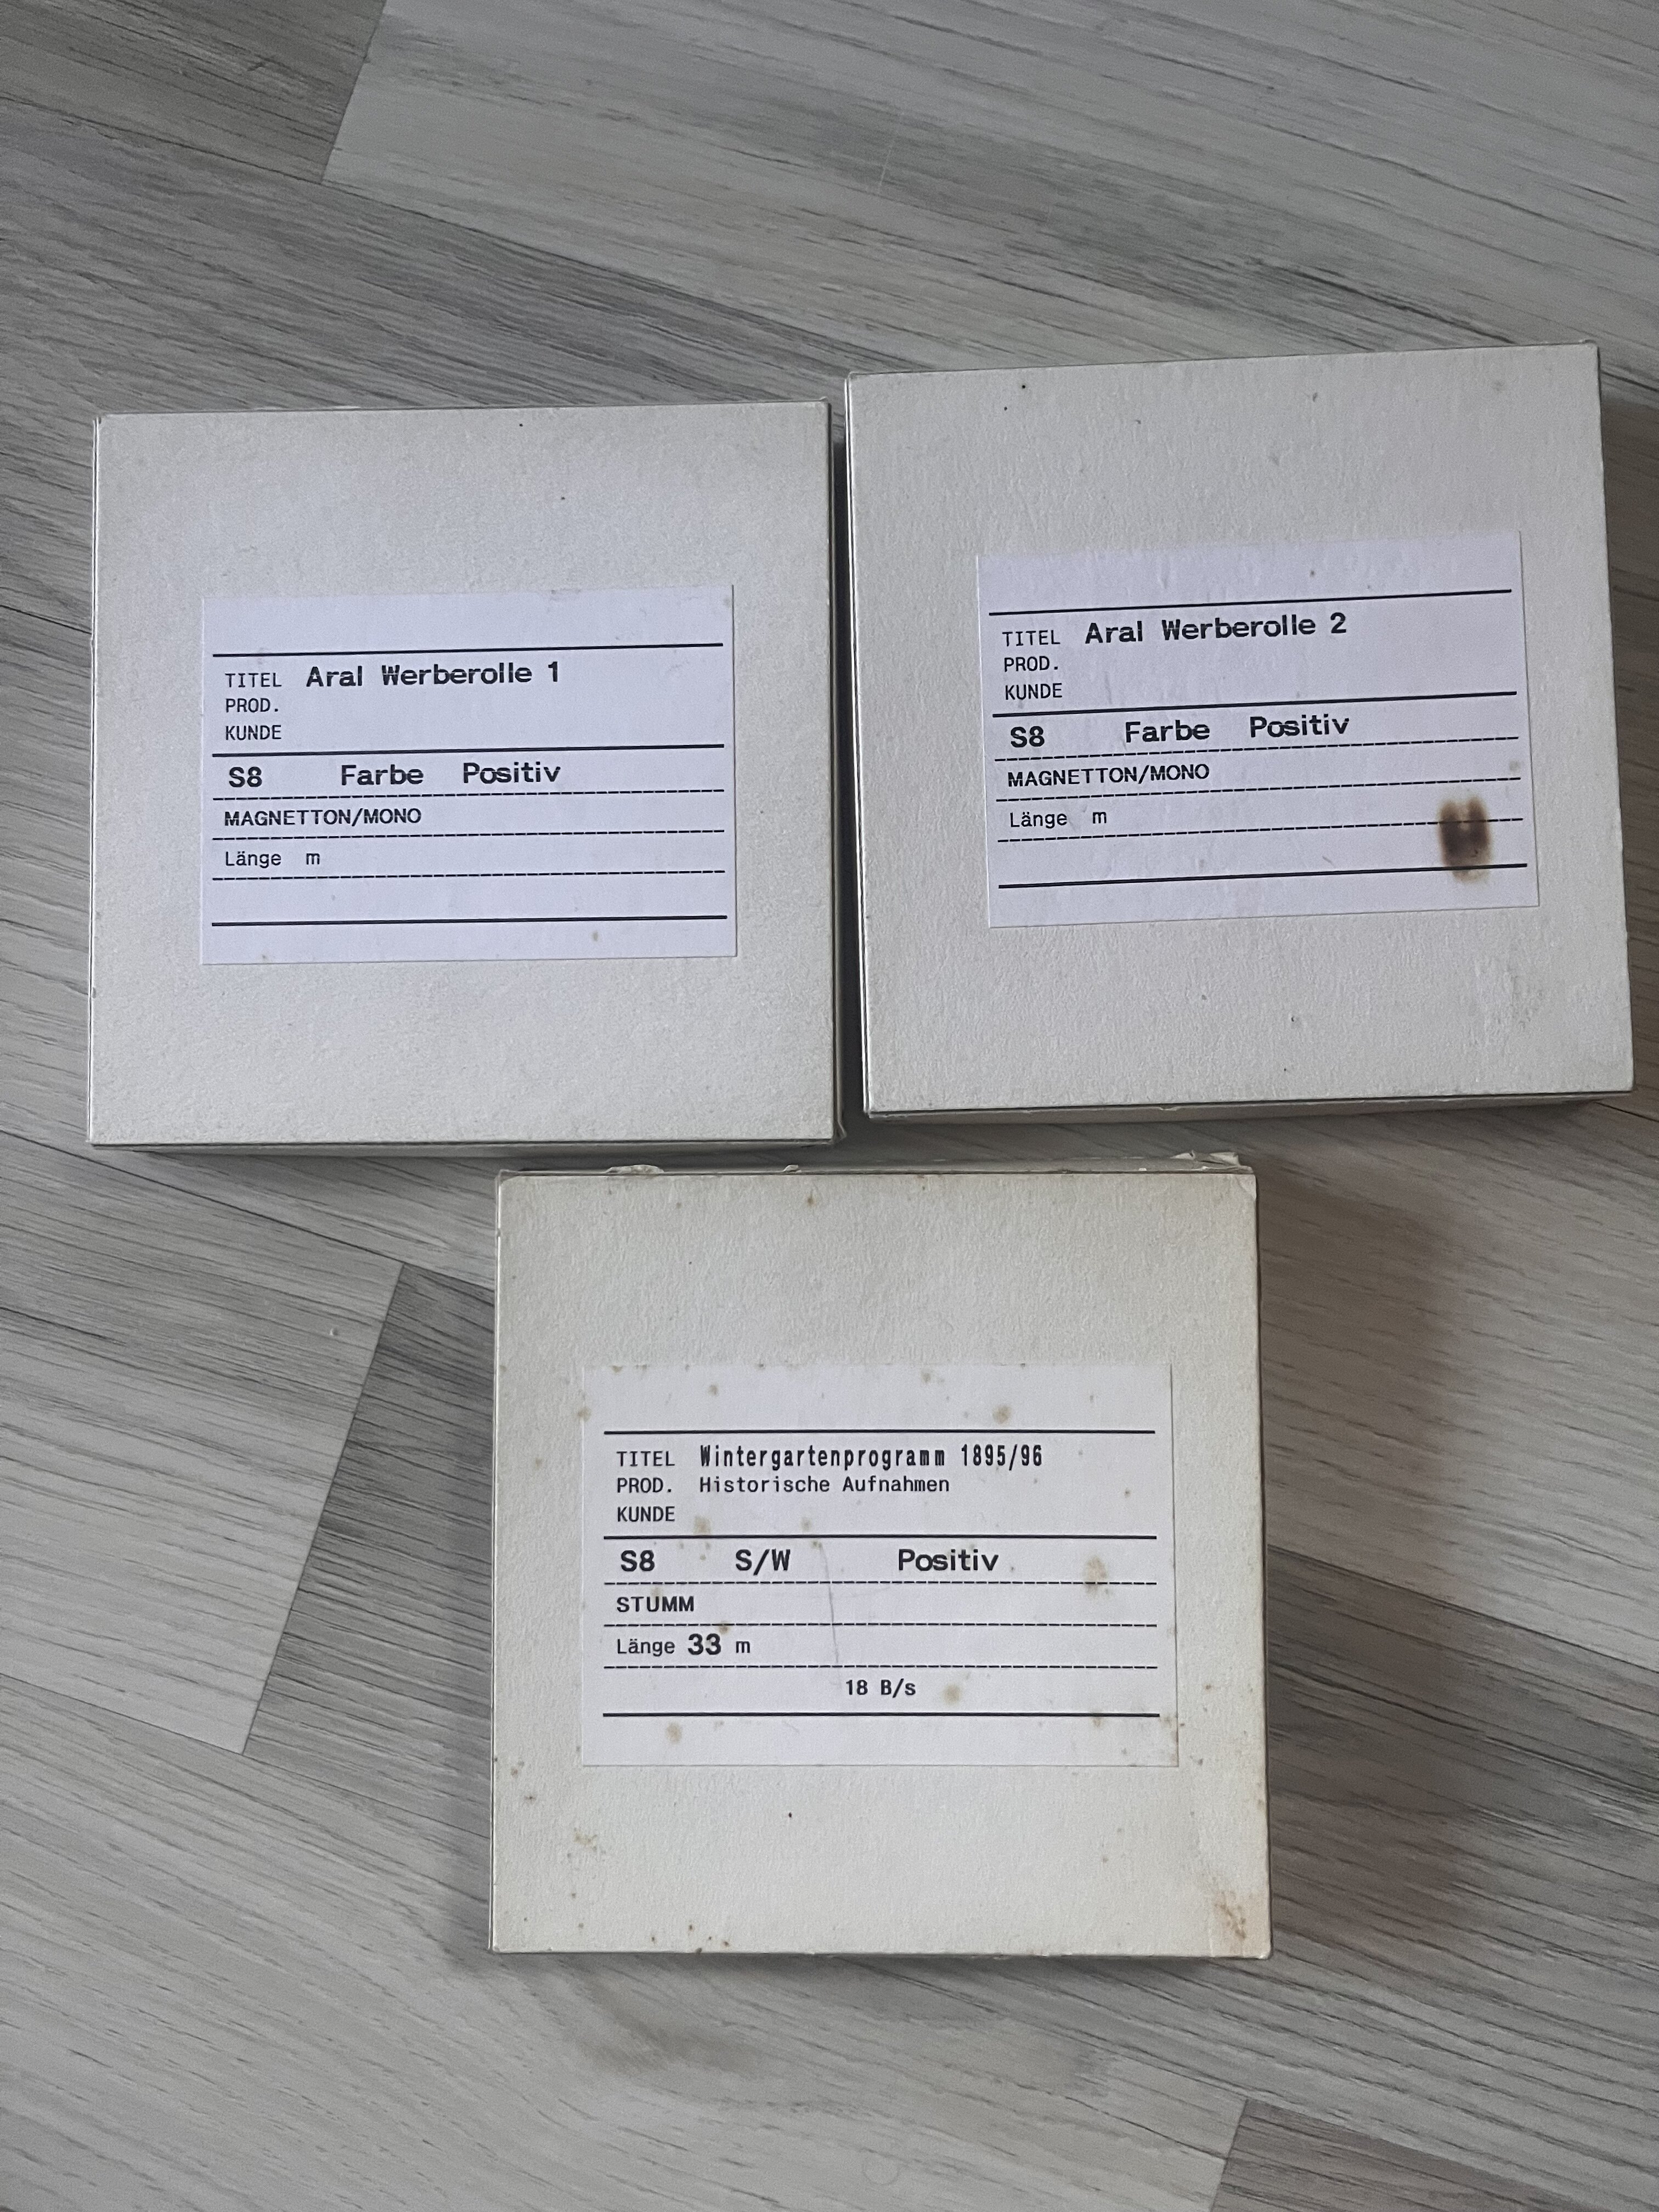 TITEL Aral Werberolle 1
PROD.
KUNDE
S8 Farbe Positiv
MAGNETTON/MONO
Länge m
TITEL Aral Werberolle 2
PROD.
KUNDE
S8 Farbe Positiv
MAGNETTON/MONO
Länge m
TITEL Wintergartenprogramm 1895/96
PROD. Historische Aufnahmen
KUNDE
S8 S/W Positiv
STUMM
Länge 33 m
18 B/s